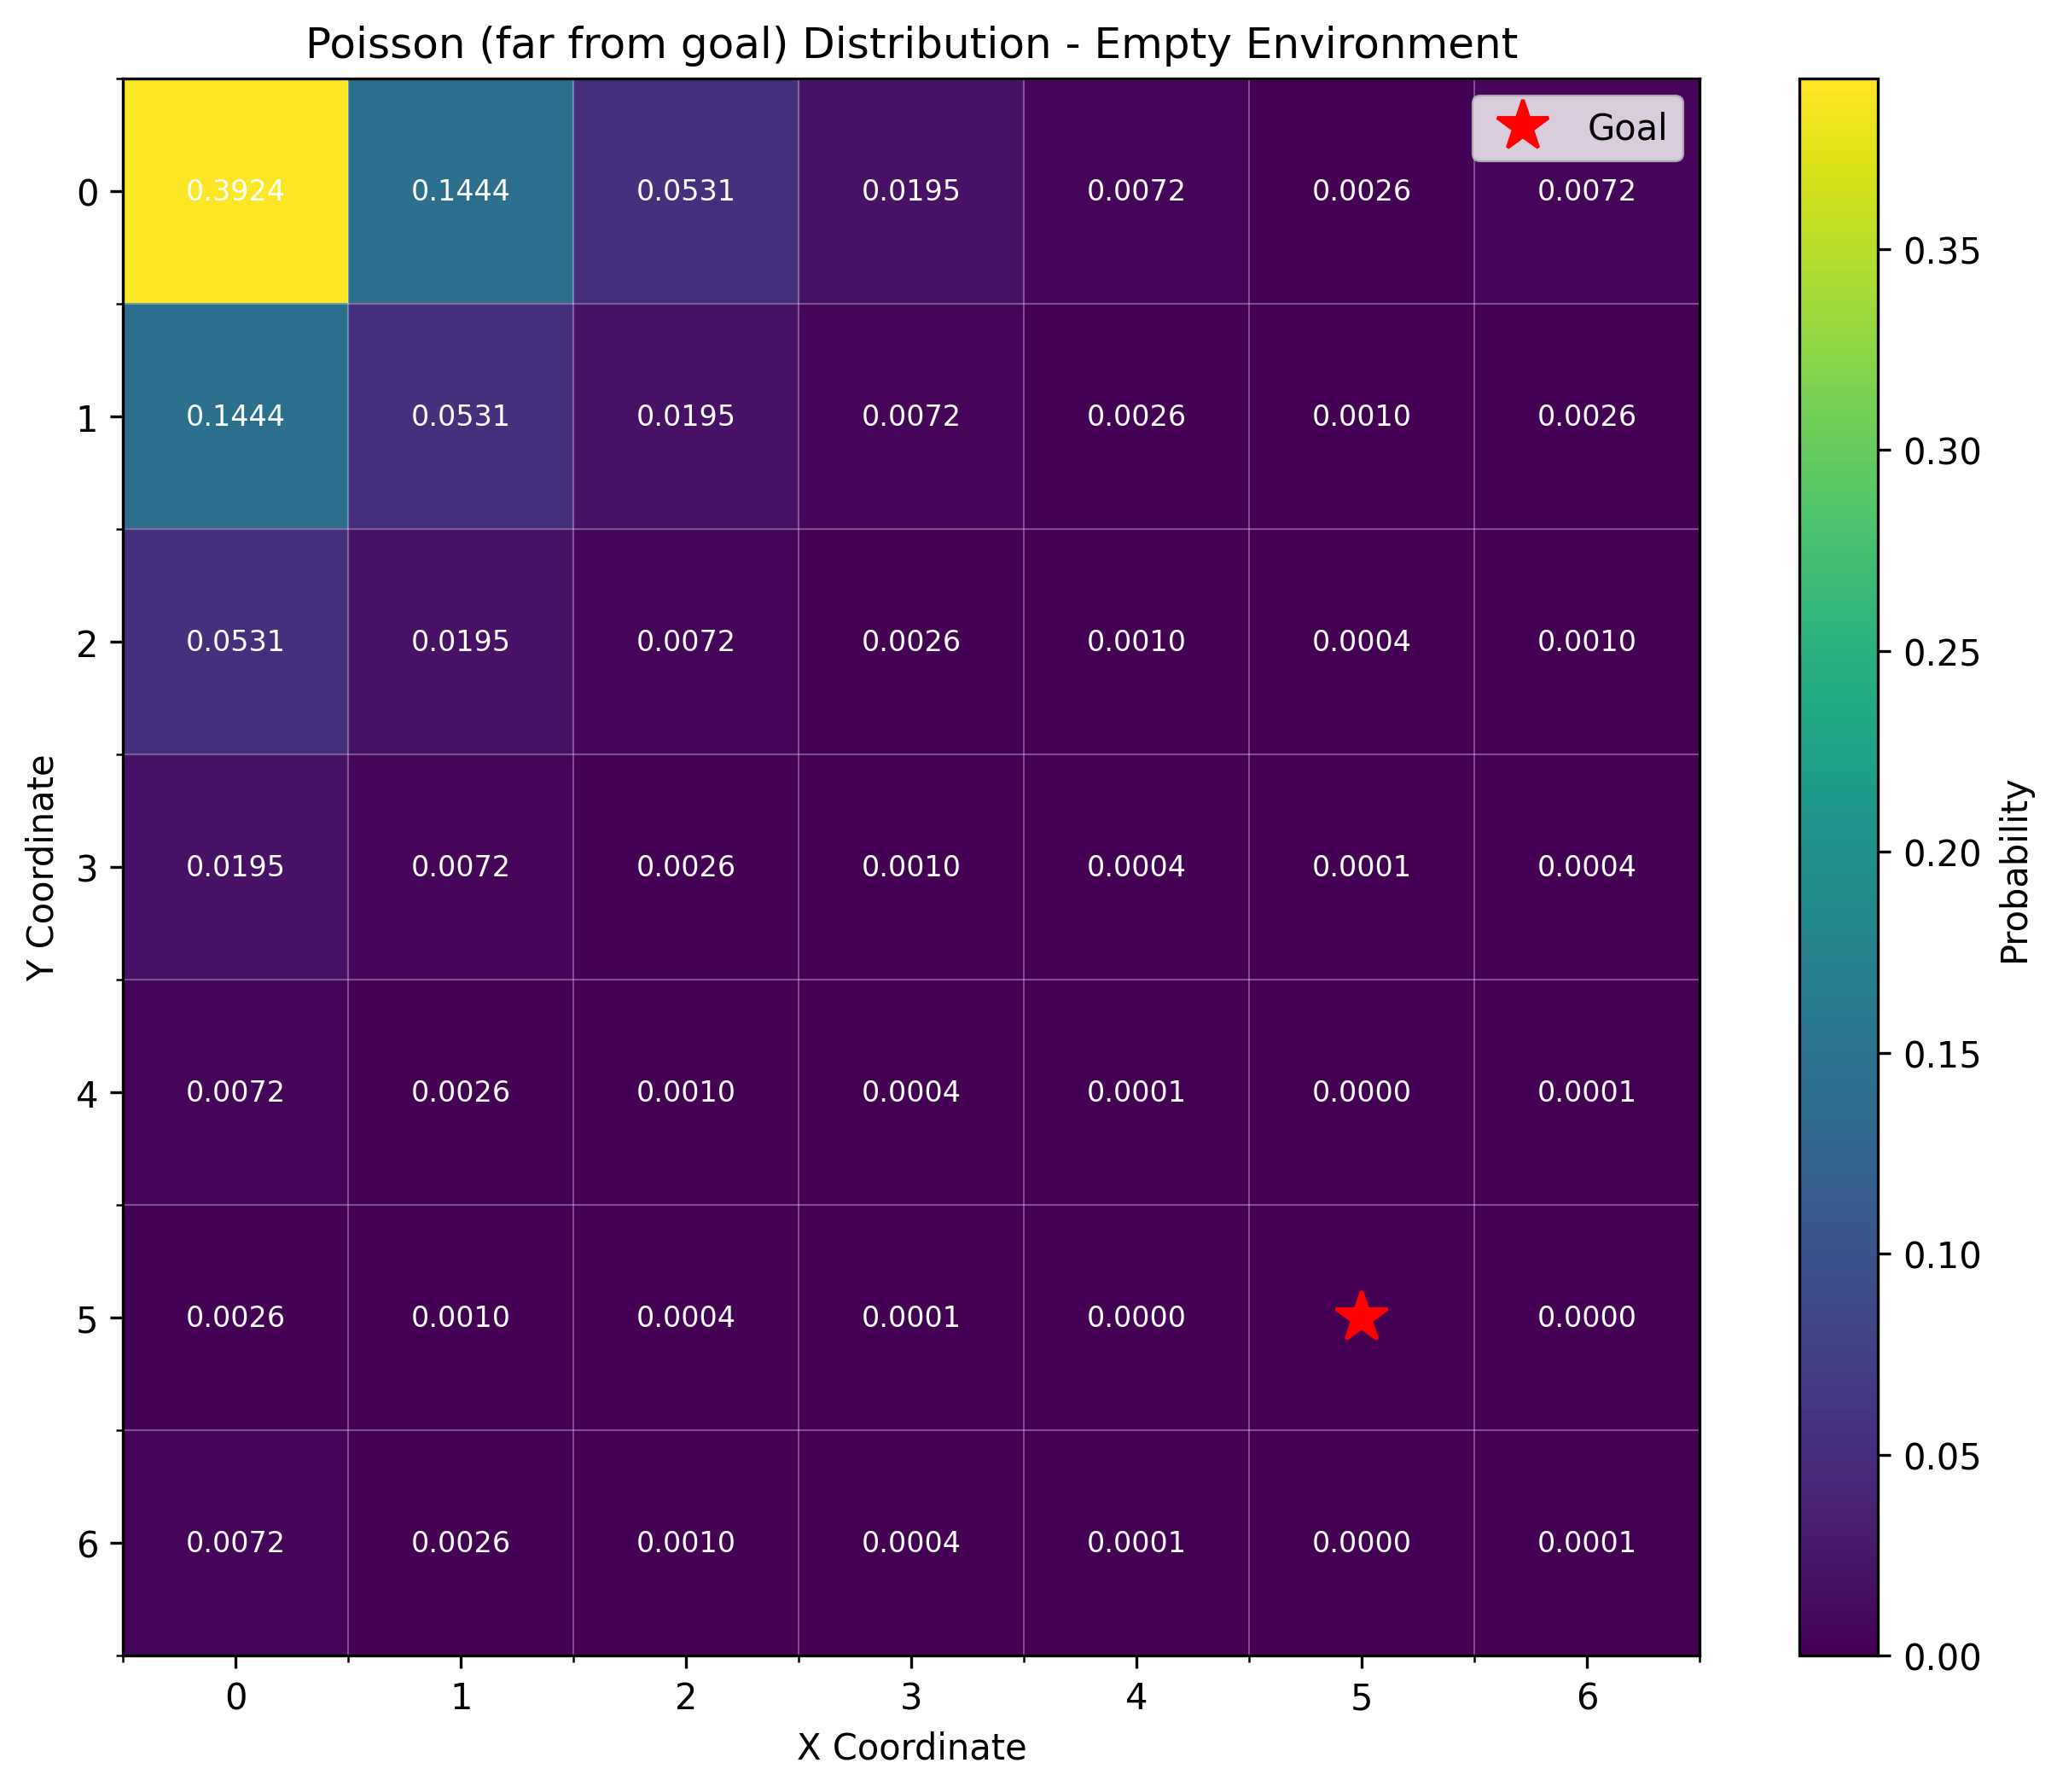 Poisson (far from goal) Distribution - Empty Environment
Goal
0 0.3924 0.1444 0.0531 0.0195 0.0072 0.0026 0.0072
1 0.1444 0.0531 0.0195 0.0072 0.0026 0.0010 0.0026
2 0.0531 0.0195 0.0072 0.0026 0.0010 0.0004 0.0010
3 0.0195 0.0072 0.0026 0.0010 0.0004 0.0001 0.0004
4 0.0072 0.0026 0.0010 0.0004 0.0001 0.0000 0.0001
5 0.0026 0.0010 0.0004 0.0001 0.0000 0.0000
6 0.0072 0.0026 0.0010 0.0004 0.0001 0.0000 0.0001
0 1 2 3 4 5 6
X Coordinate
Y Coordinate
0.35
0.30
0.25
0.20
0.15
0.10
0.05
0.00
Probability